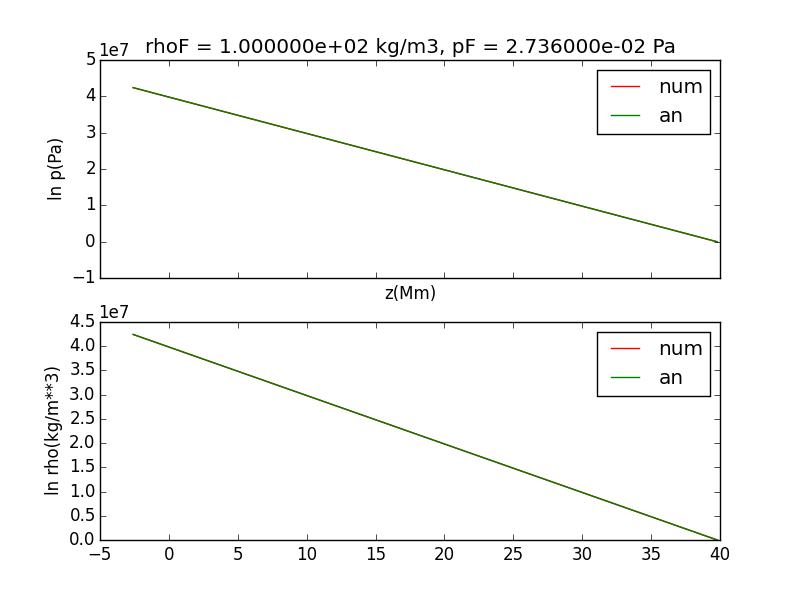 rhoF = 1.000000e+02 kg/m3, pF = 2.736000e-02 Pa
1e7
5
4
3
2
1
0
−1
ln p(Pa)
num
an
z(Mm)
1e7
4.5
4.0
3.5
3.0
2.5
2.0
1.5
1.0
0.5
0.0
ln rho(kg/m**3)
num
an
−5 0 5 10 15 20 25 30 35 40